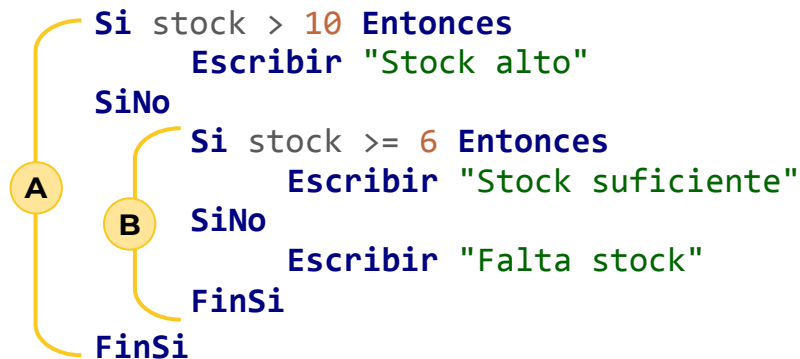 Si stock > 10 Entonces
Escribir "Stock alto"
SiNo
Si stock >= 6 Entonces
Escribir "Stock suficiente"
A
B
SiNo
Escribir "Falta stock"
FinSi
FinSi